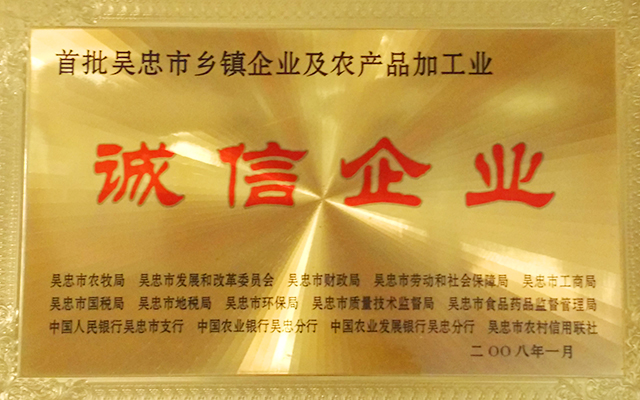 首批吴忠市乡镇企业及农产品加工业
诚信企业
吴忠市农牧局 吴忠市发展和改革委员会 吴忠市财政局 吴忠市劳动和社会保障局 吴忠市工商局
吴忠市国税局 吴忠市地税局 吴忠市环保局 吴忠市质量技术监督局 吴忠市食品药品监督管理局
中国人民银行吴忠市支行 中国农业银行吴忠分行 中国农业发展银行吴忠分行 吴忠市农村信用联社
二〇〇八年一月